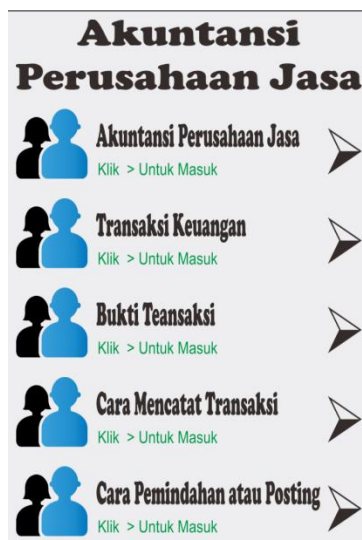 Akuntansi
Perusahaan Jasa
Akuntansi Perusahaan Jasa
Klik > Untuk Masuk
Transaksi Keuangan
Klik > Untuk Masuk
Bukti Teansaksi
Klik > Untuk Masuk
Cara Mencatat Transaksi
Klik > Untuk Masuk
Cara Pemindahan atau Posting
Klik > Untuk Masuk